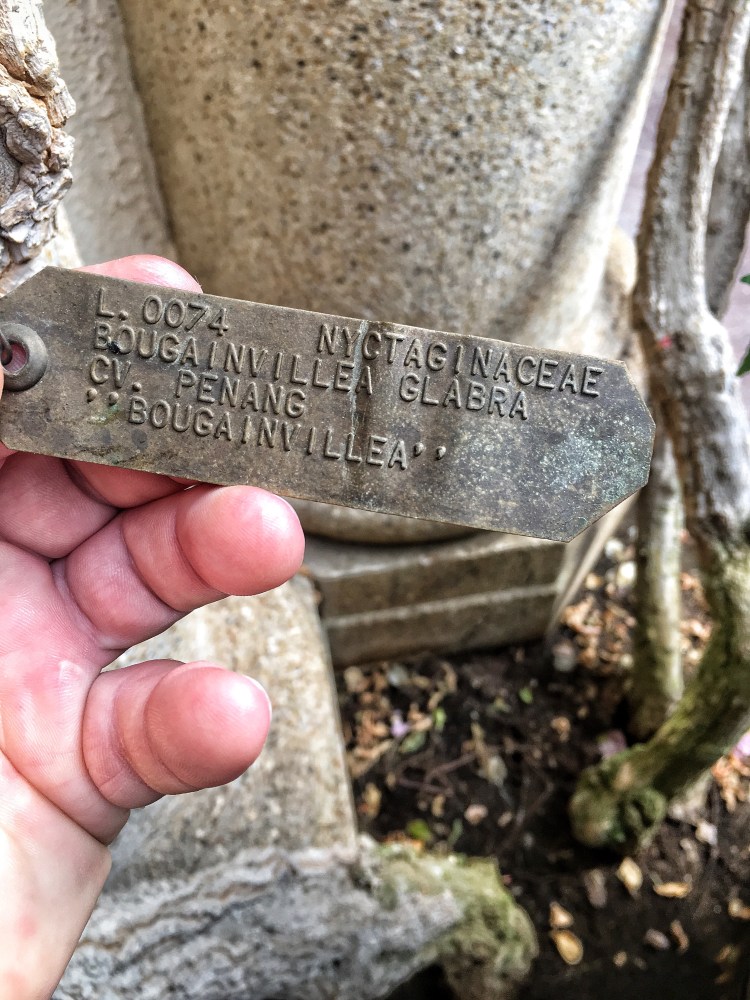 L. 0074 NYCTAGINACEAE
BOUGAINVILLEA GLABRA
CV. PENANG
''BOUGAINVILLEA''